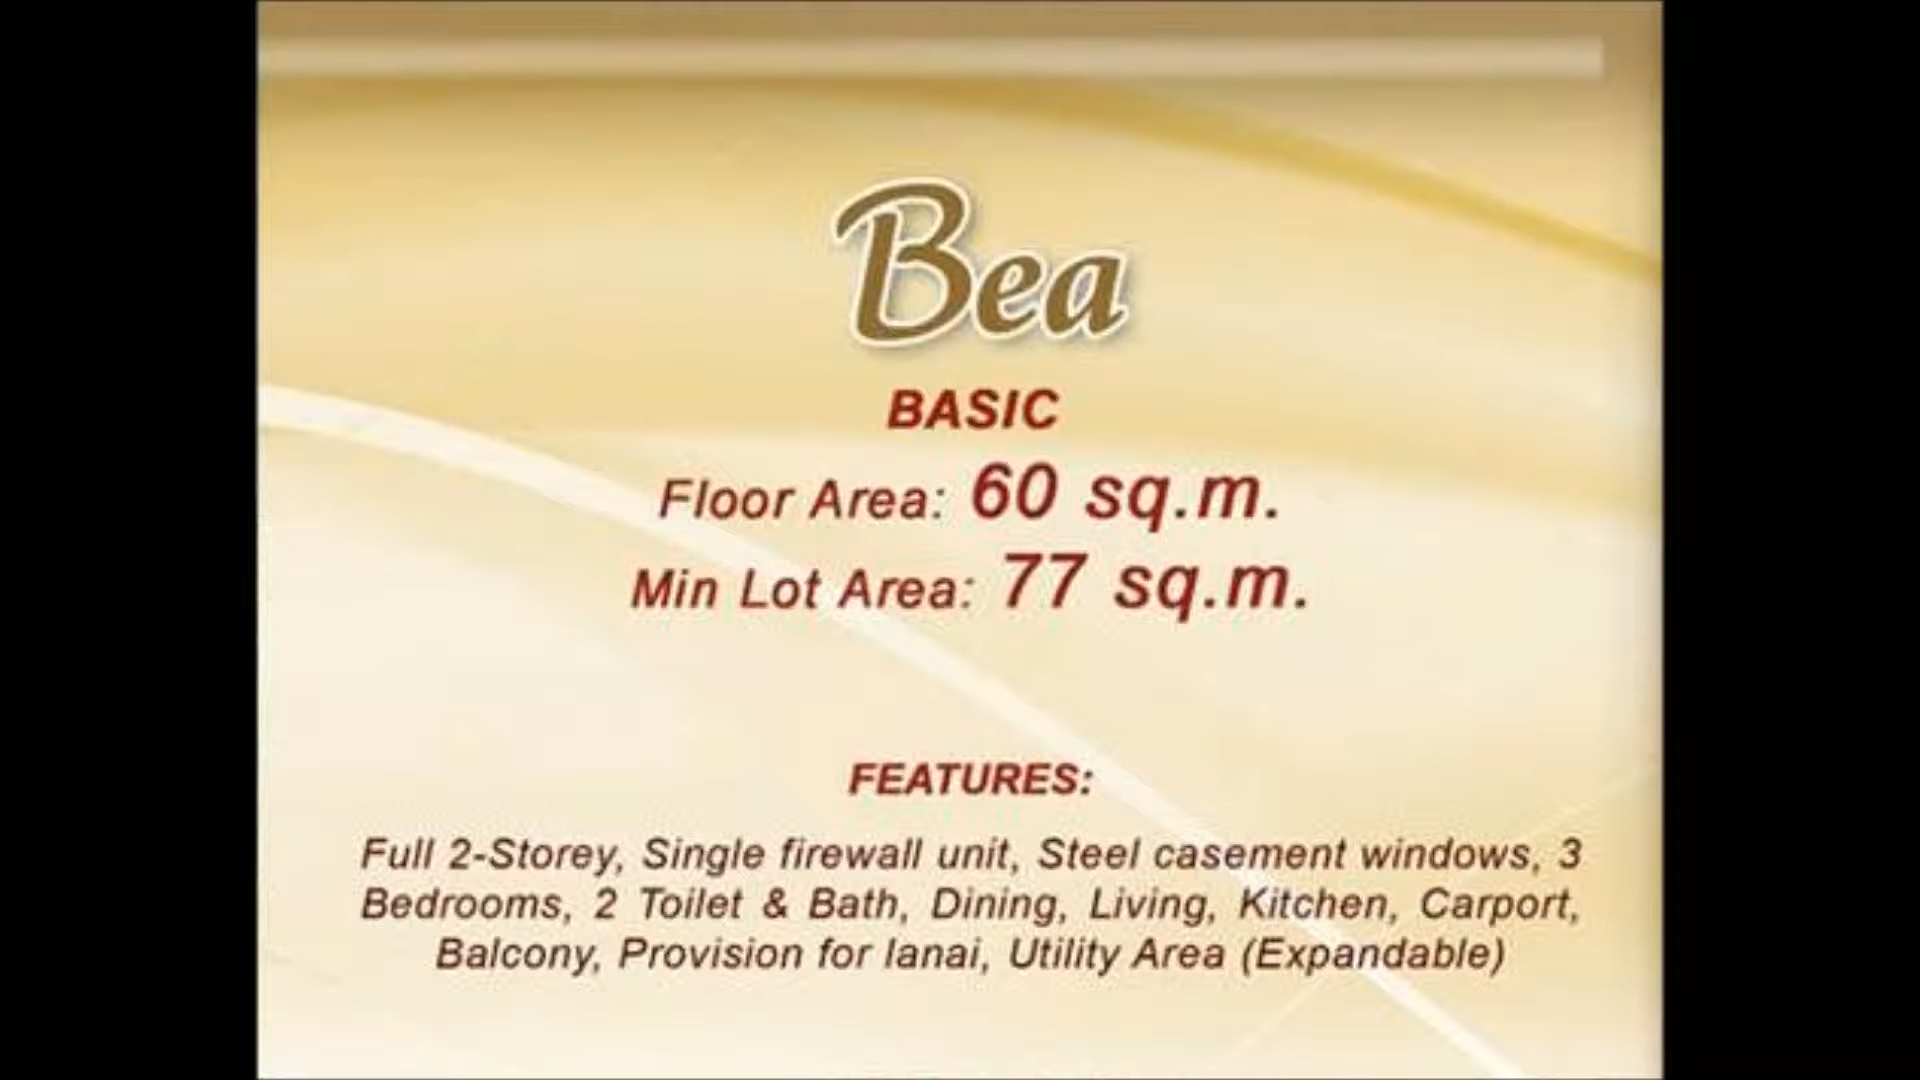 Bea
BASIC
Floor Area: 60 sq.m.
Min Lot Area: 77 sq.m.
FEATURES:
Full 2-Storey, Single firewall unit, Steel casement windows, 3
Bedrooms, 2 Toilet & Bath, Dining, Living, Kitchen, Carport,
Balcony, Provision for lanai, Utility Area (Expandable)